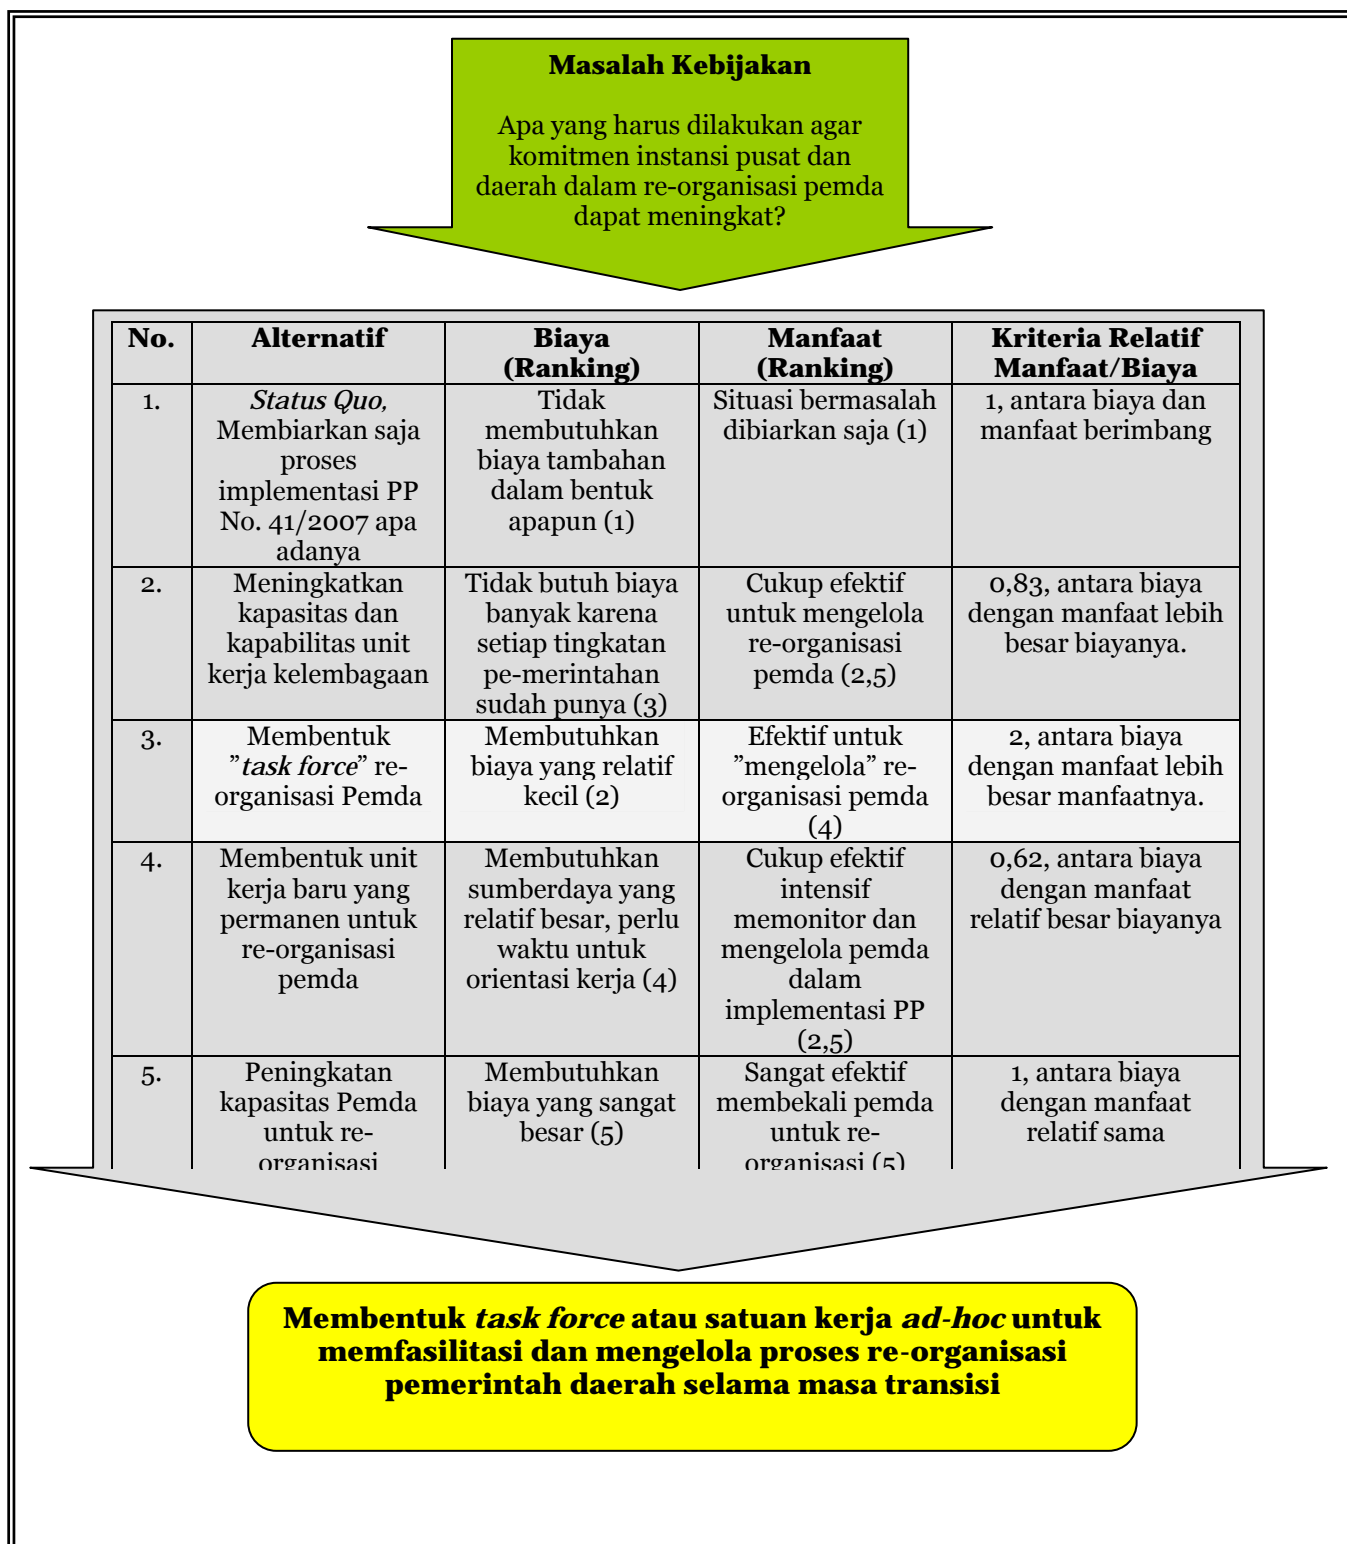 Masalah Kebijakan
Apa yang harus dilakukan agar
komitmen instansi pusat dan
daerah dalam re-organisasi pemda
dapat meningkat?
No.
Alternatif
Biaya
(Ranking)
Manfaat
(Ranking)
Kriteria Relatif
Manfaat/Biaya
1.
Status Quo,
Membiarkan saja
proses
implementasi PP
No. 41/2007 apa
adanya
Tidak
membutuhkan
biaya tambahan
dalam bentuk
apapun (1)
Situasi bermasalah
dibiarkan saja (1)
1, antara biaya dan
manfaat berimbang
2.
Meningkatkan
kapasitas dan
kapabilitas unit
kerja kelembagaan
Tidak butuh biaya
banyak karena
setiap tingkatan
pe-merintahan
sudah punya (3)
Cukup efektif
untuk mengelola
re-organisasi
pemda (2,5)
0,83, antara biaya
dengan manfaat lebih
besar biayanya.
3.
Membentuk
”task force” re-
organisasi Pemda
Membutuhkan
biaya yang relatif
kecil (2)
Efektif untuk
”mengelola” re-
organisasi pemda
(4)
2, antara biaya
dengan manfaat lebih
besar manfaatnya.
4.
Membentuk unit
kerja baru yang
permanen untuk
re-organisasi
pemda
Membutuhkan
sumberdaya yang
relatif besar, perlu
waktu untuk
orientasi kerja (4)
Cukup efektif
intensif
memonitor dan
mengelola pemda
dalam
implementasi PP
(2,5)
0,62, antara biaya
dengan manfaat
relatif besar biayanya
5.
Peningkatan
kapasitas Pemda
untuk re-
organisasi
Membutuhkan
biaya yang sangat
besar (5)
Sangat efektif
membekali pemda
untuk re-
organisasi (5)
1, antara biaya
dengan manfaat
relatif sama
Membentuk task force atau satuan kerja ad-hoc untuk
memfasilitasi dan mengelola proses re-organisasi
pemerintah daerah selama masa transisi